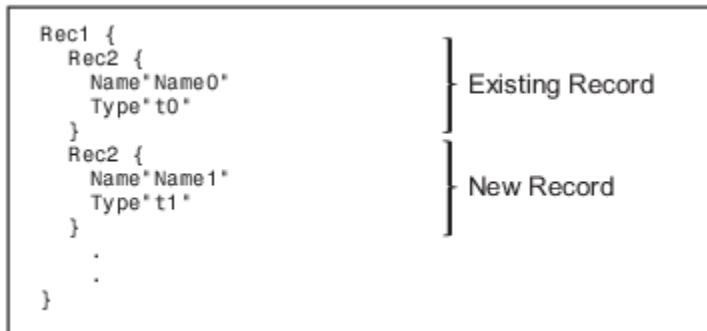 Rec1 {
Rec2 {
Name"Name0"
Type"t0"
}
Existing Record
Rec2 {
Name"Name1"
Type"t1"
}
New Record
.
.
}